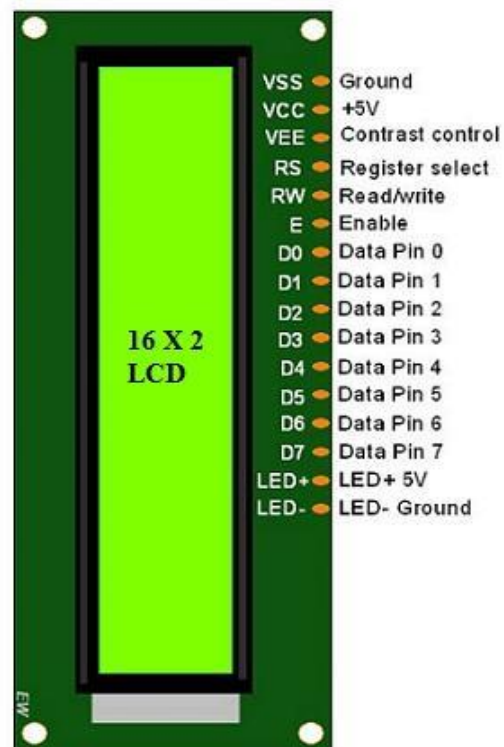 VSS Ground
VCC +5V
VEE Contrast control
RS Register select
RW Read/write
E Enable
D0 Data Pin 0
D1 Data Pin 1
D2 Data Pin 2
D3 Data Pin 3
D4 Data Pin 4
D5 Data Pin 5
D6 Data Pin 6
D7 Data Pin 7
LED+ LED+ 5V
LED- LED- Ground
16 X 2
LCD
EW